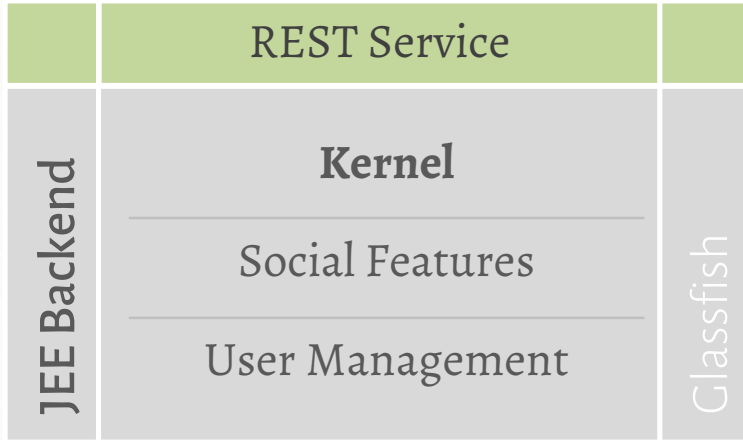 REST Service
JEE Backend
Kernel
Social Features
User Management
Glassfish